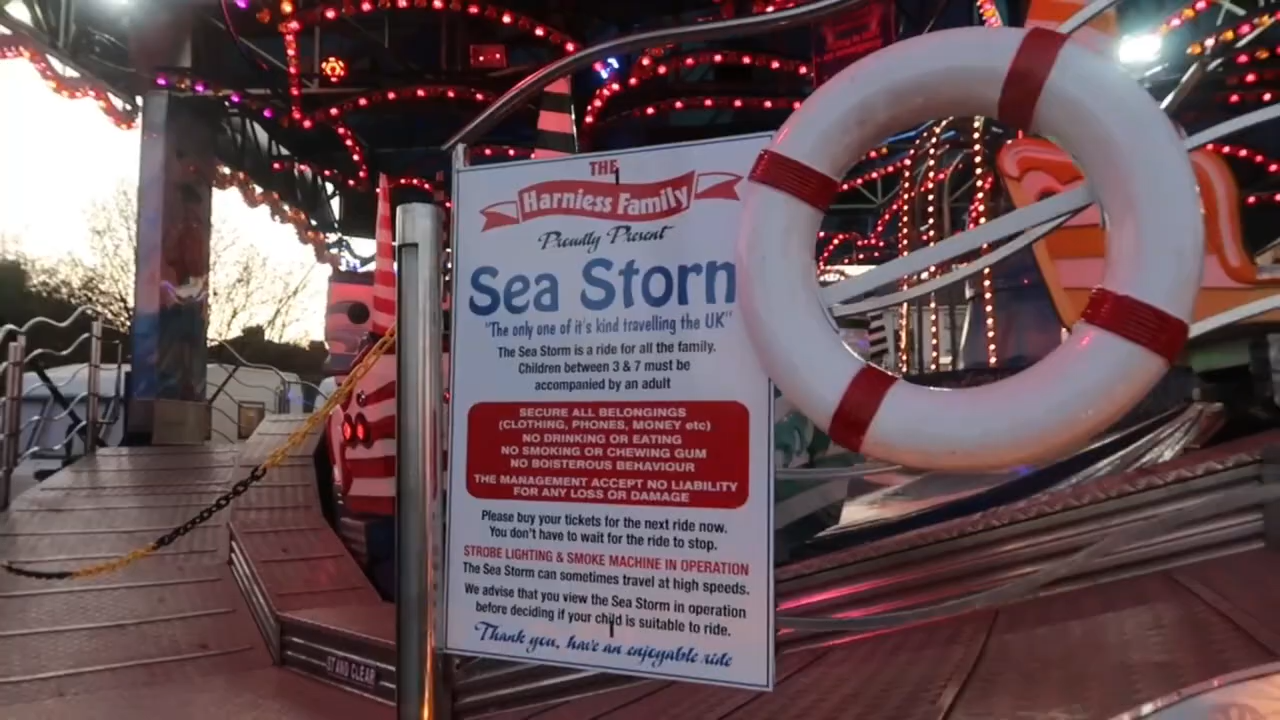 THE
Harniess Family
Proudly Present
Sea Storm
"The only one of it's kind travelling the UK"
The Sea Storm is a ride for all the family.
Children between 3 & 7 must be
accompanied by an adult
SECURE ALL BELONGINGS
(CLOTHING, PHONES, MONEY etc)
NO DRINKING OR EATING
NO SMOKING OR CHEWING GUM
NO BOISTEROUS BEHAVIOUR
THE MANAGEMENT ACCEPT NO LIABILITY
FOR ANY LOSS OR DAMAGE
Please buy your tickets for the next ride now.
You don't have to wait for the ride to stop.
STROBE LIGHTING & SMOKE MACHINE IN OPERATION
The Sea Storm can sometimes travel at high speeds.
We advise that you view the Sea Storm in operation
before deciding if your child is suitable to ride.
Thank you, have an enjoyable ride
STAND CLEAR